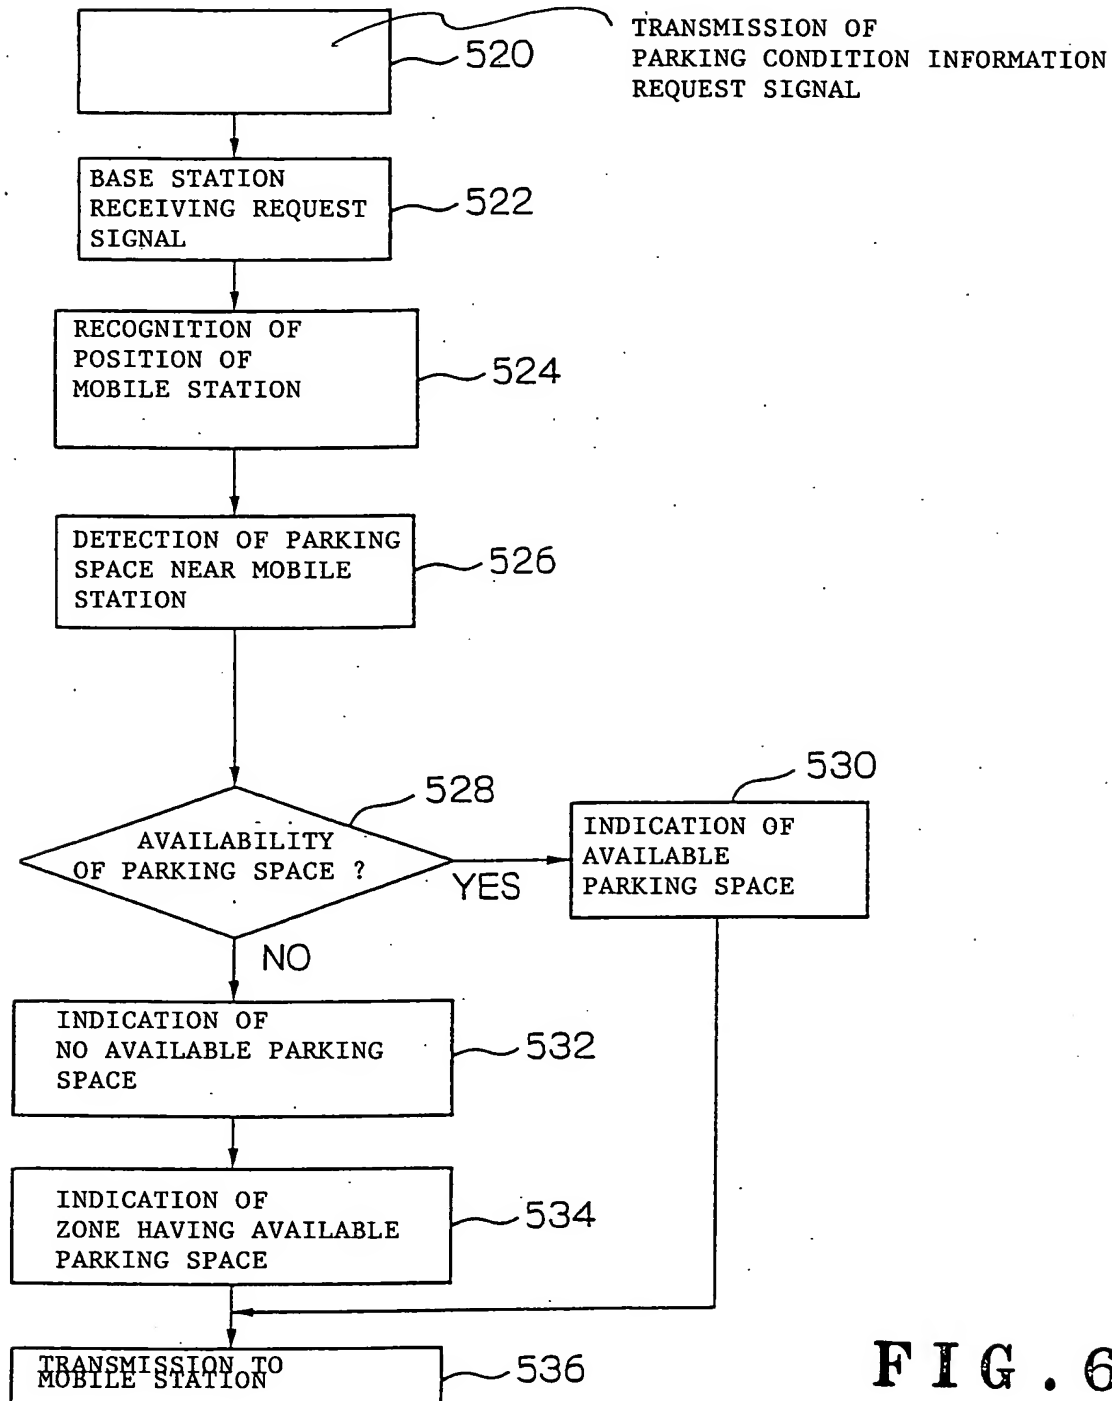 TRANSMISSION OF
PARKING CONDITION INFORMATION
REQUEST SIGNAL
520
BASE STATION
RECEIVING REQUEST
SIGNAL
522
RECOGNITION OF
POSITION OF
MOBILE STATION
524
DETECTION OF PARKING
SPACE NEAR MOBILE
STATION
526
528
AVAILABILITY
OF PARKING SPACE ?
YES
NO
530
INDICATION OF
AVAILABLE
PARKING SPACE
INDICATION OF
NO AVAILABLE PARKING
SPACE
532
INDICATION OF
ZONE HAVING AVAILABLE
PARKING SPACE
534
TRANSMISSION TO
MOBILE STATION
536
FIG.6